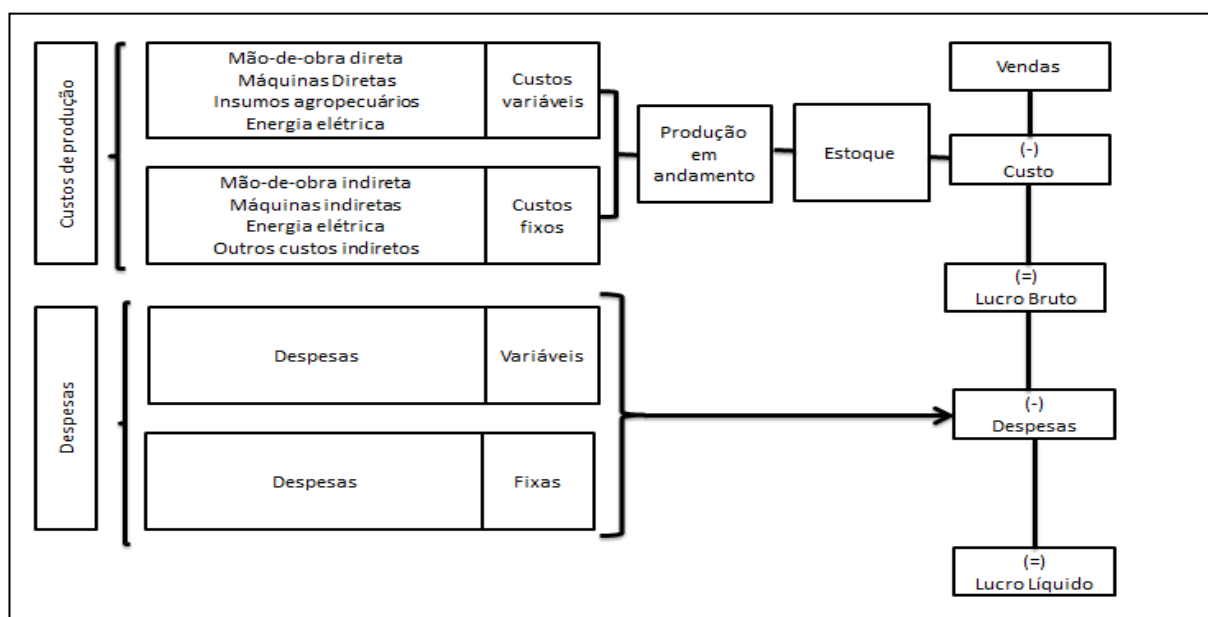 Custos de produção
Mão-de-obra direta
Máquinas Diretas
Insumos agropecuários
Energia elétrica
Custos
variáveis
Mão-de-obra indireta
Máquinas indiretas
Energia elétrica
Outros custos indiretos
Custos
fixos
Produção
em
andamento
Estoque
Vendas
(-)
Custo
(=)
Lucro Bruto
Despesas
Despesas
Variáveis
Despesas
Fixas
(-)
Despesas
(=)
Lucro Líquido